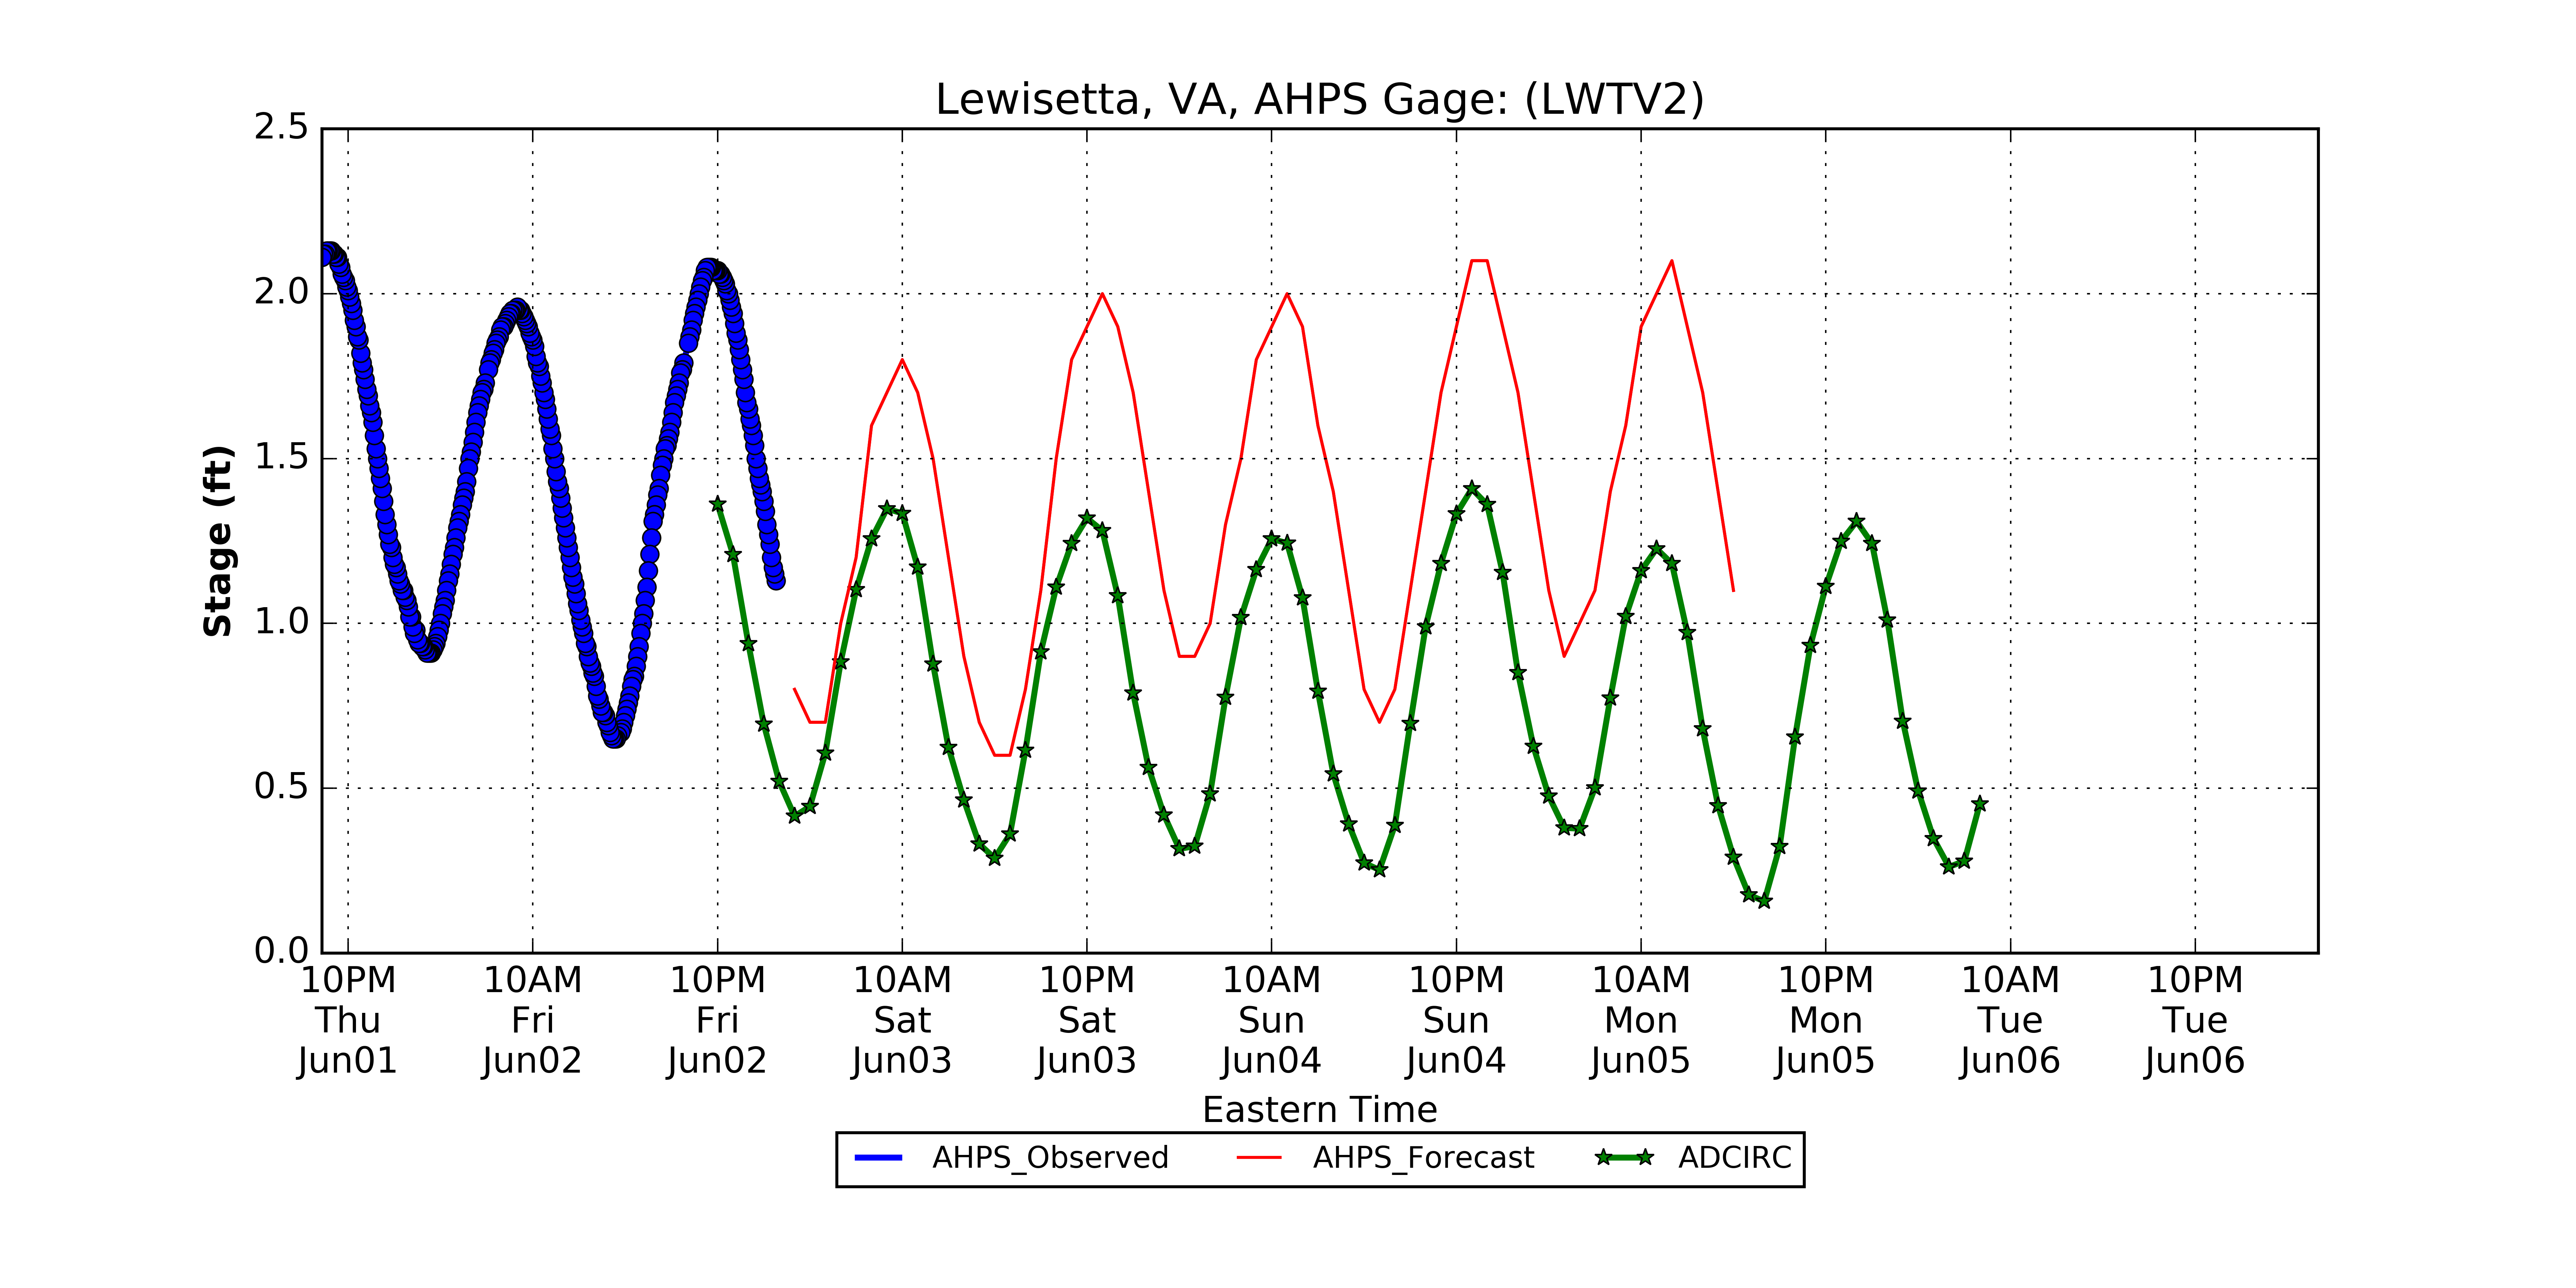 Lewisetta, VA, AHPS Gage: (LWTV2)
Stage (ft)
2.5
2.0
1.5
1.0
0.5
0.0
10PM 10AM 10PM 10AM 10PM 10AM 10PM 10AM 10PM 10AM 10PM
Thu Fri Fri Sat Sat Sun Sun Mon Mon Tue Tue
Jun01 Jun02 Jun02 Jun03 Jun03 Jun04 Jun04 Jun05 Jun05 Jun06 Jun06
Eastern Time
AHPS_Observed AHPS_Forecast ADCIRC